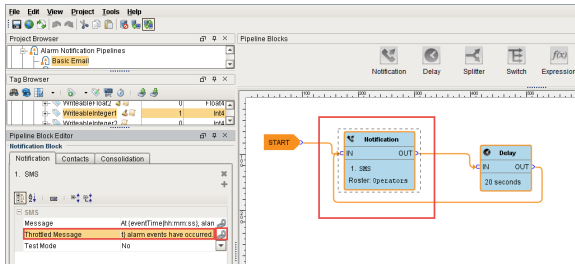 File Edit View Project Tools Help
Project Browser
Alarm Notification Pipelines
Basic Email
Tag Browser
WriteableFloat2 0 Float4
WriteableInteger1 1 Int4
WriteableInteger2 0 Int4
Pipeline Block Editor
Notification Block
Notification Contacts Consolidation
1. SMS
SMS
Message At {eventTime|hh:mm:ss}, alan
Throttled Message t) alarm events have occurred.
Test Mode No
Pipeline Blocks
Notification Delay Splitter Switch Expression
START
Notification
IN OUT
1. SMS
Roster: Operators
Delay
IN OUT
20 seconds